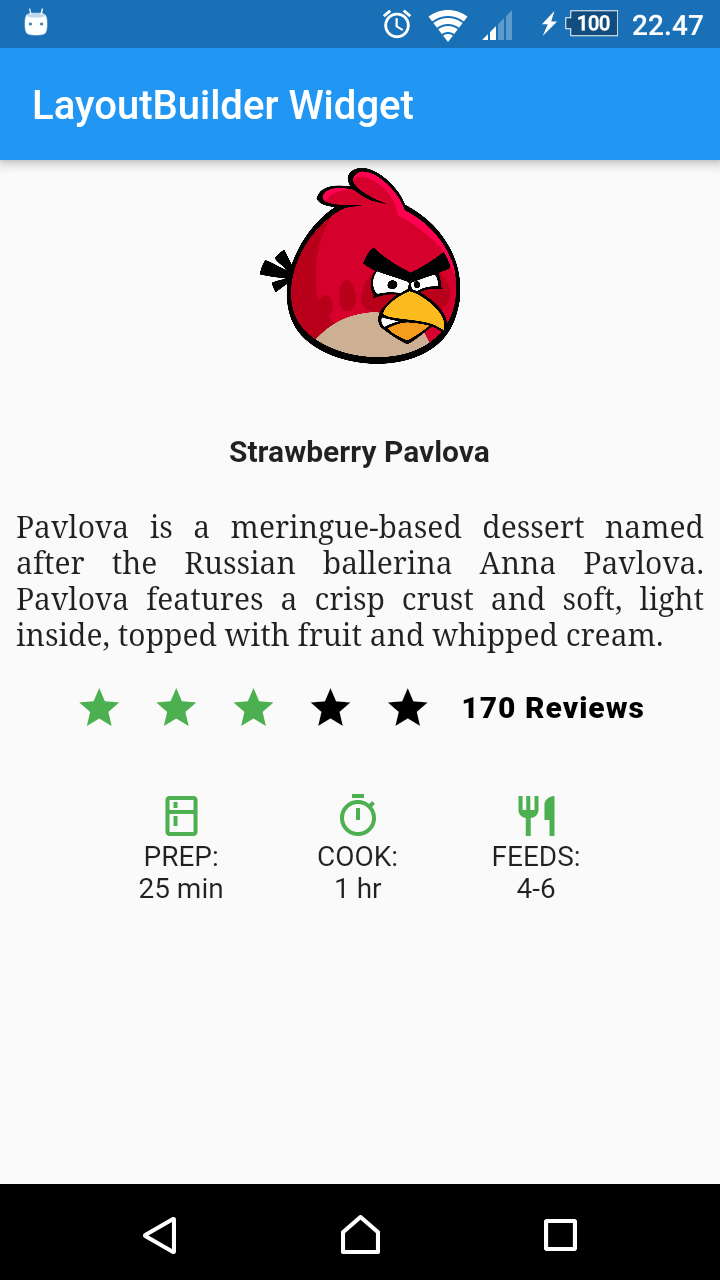 100 22.47
LayoutBuilder Widget
Strawberry Pavlova
Pavlova is a meringue-based dessert named
after the Russian ballerina Anna Pavlova.
Pavlova features a crisp crust and soft, light
inside, topped with fruit and whipped cream.
170 Reviews
PREP: COOK: FEEDS:
25 min 1 hr 4-6